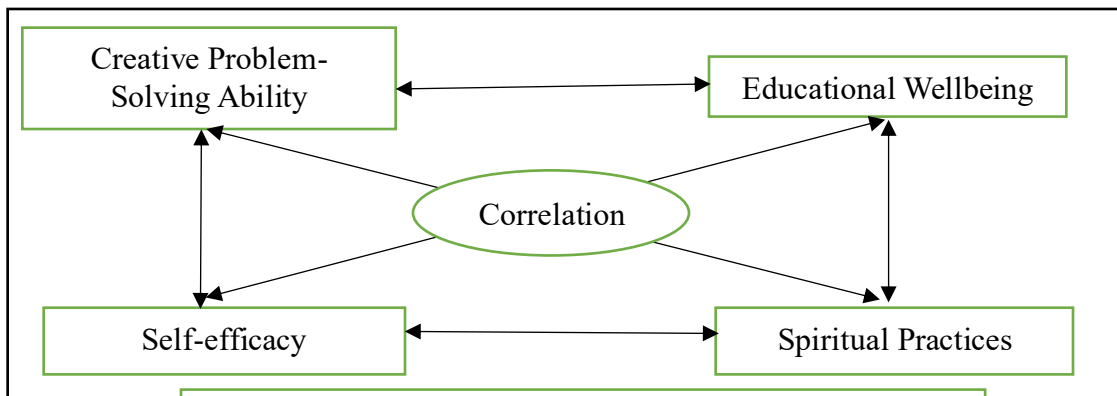 Creative Problem-
Solving Ability
Educational Wellbeing
Correlation
Self-efficacy
Spiritual Practices